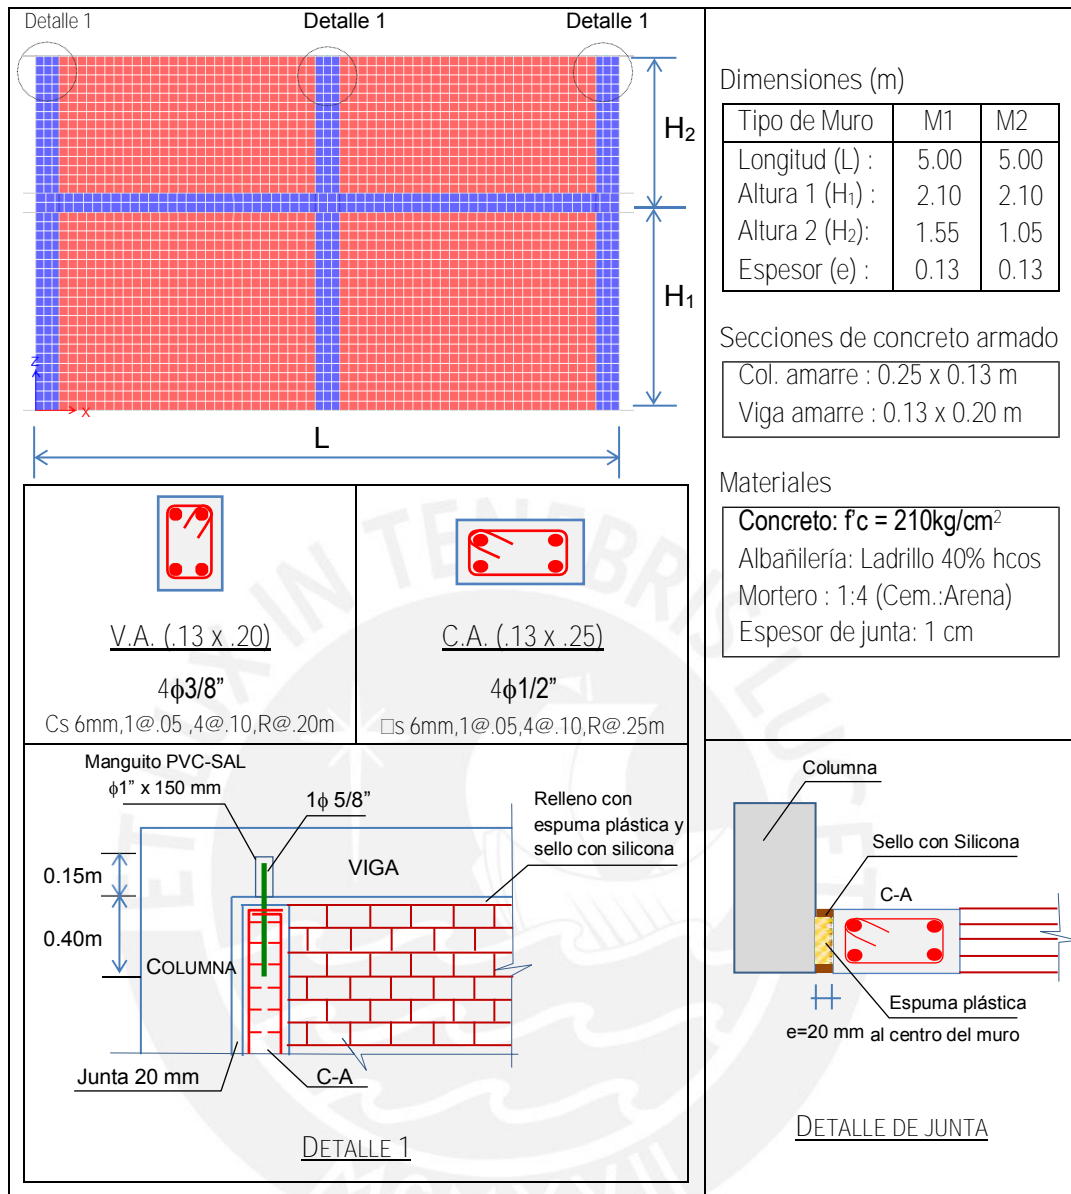 Detalle 1
Detalle 1
Detalle 1
H2
H1
Z
X
L
Dimensiones (m)
Tipo de Muro M1 M2
Longitud (L) : 5.00 5.00
Altura 1 (H1) : 2.10 2.10
Altura 2 (H2): 1.55 1.05
Espesor (e) : 0.13 0.13
Secciones de concreto armado
Col. amarre : 0.25 x 0.13 m
Viga amarre : 0.13 x 0.20 m
Materiales
Concreto: f'c = 210kg/cm²
Albañilería: Ladrillo 40% hcos
Mortero : 1:4 (Cem.:Arena)
Espesor de junta: 1 cm
V.A. (.13 x .20)
4ϕ3/8"
Cs 6mm,1@.05 ,4@.10,R@.20m
C.A. (.13 x .25)
4ϕ1/2"
□s 6mm,1@.05,4@.10,R@.25m
Manguito PVC-SAL
ϕ1" x 150 mm
1ϕ 5/8"
Relleno con
espuma plástica y
sello con silicona
VIGA
0.15m
0.40m
COLUMNA
Junta 20 mm
C-A
DETALLE 1
Columna
Sello con Silicona
C-A
Espuma plástica
al centro del muro
e=20 mm
DETALLE DE JUNTA
ET LUX IN TENEBRIS LUCET